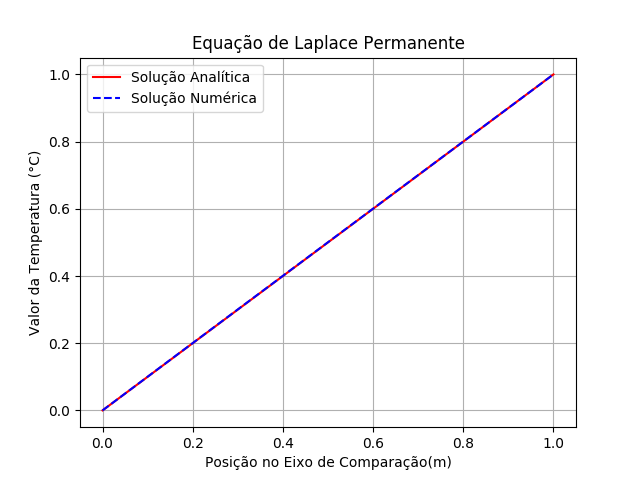 Equação de Laplace Permanente
Solução Analítica
Solução Numérica
Valor da Temperatura (°C)
1.0
0.8
0.6
0.4
0.2
0.0
0.0 0.2 0.4 0.6 0.8 1.0
Posição no Eixo de Comparação(m)